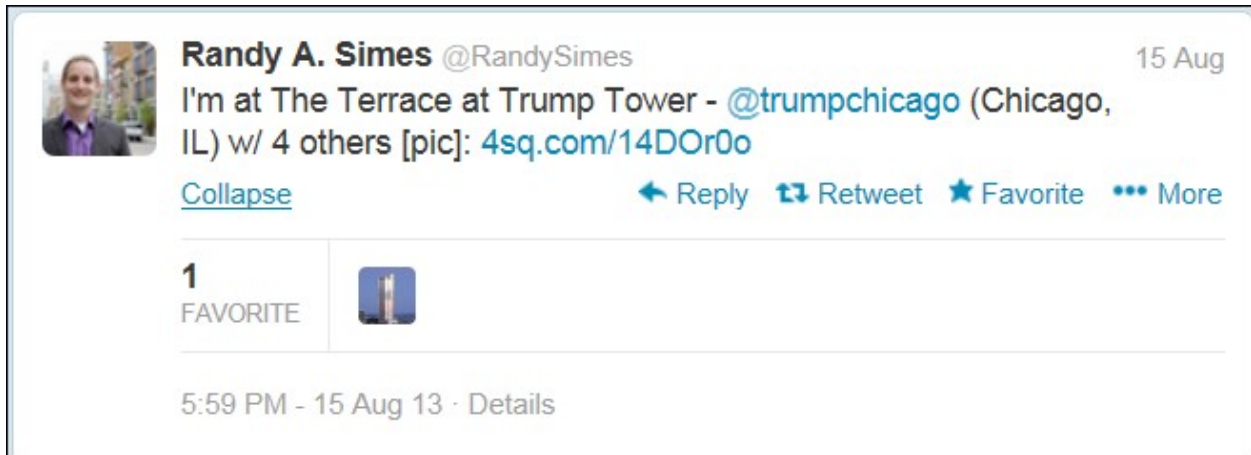 Randy A. Simes @RandySimes 15 Aug
I'm at The Terrace at Trump Tower - @trumpchicago (Chicago,
IL) w/ 4 others [pic]: 4sq.com/14DOr0o
Collapse Reply Retweet Favorite More
1
FAVORITE
5:59 PM - 15 Aug 13 · Details